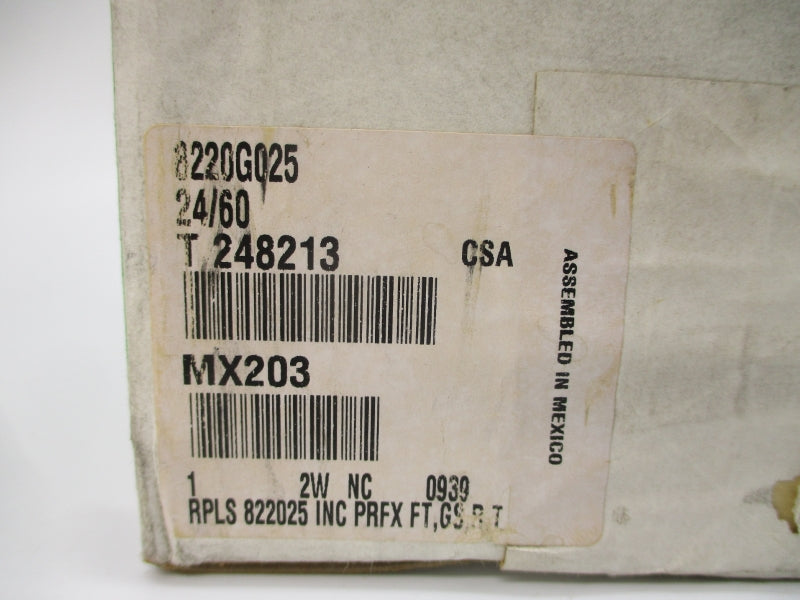 8220G025
24/60
T 248213 CSA
MX203
1 2W NC 0939
RPLS 822025 INC PRFX FT,GS,R,T
ASSEMBLED IN MEXICO